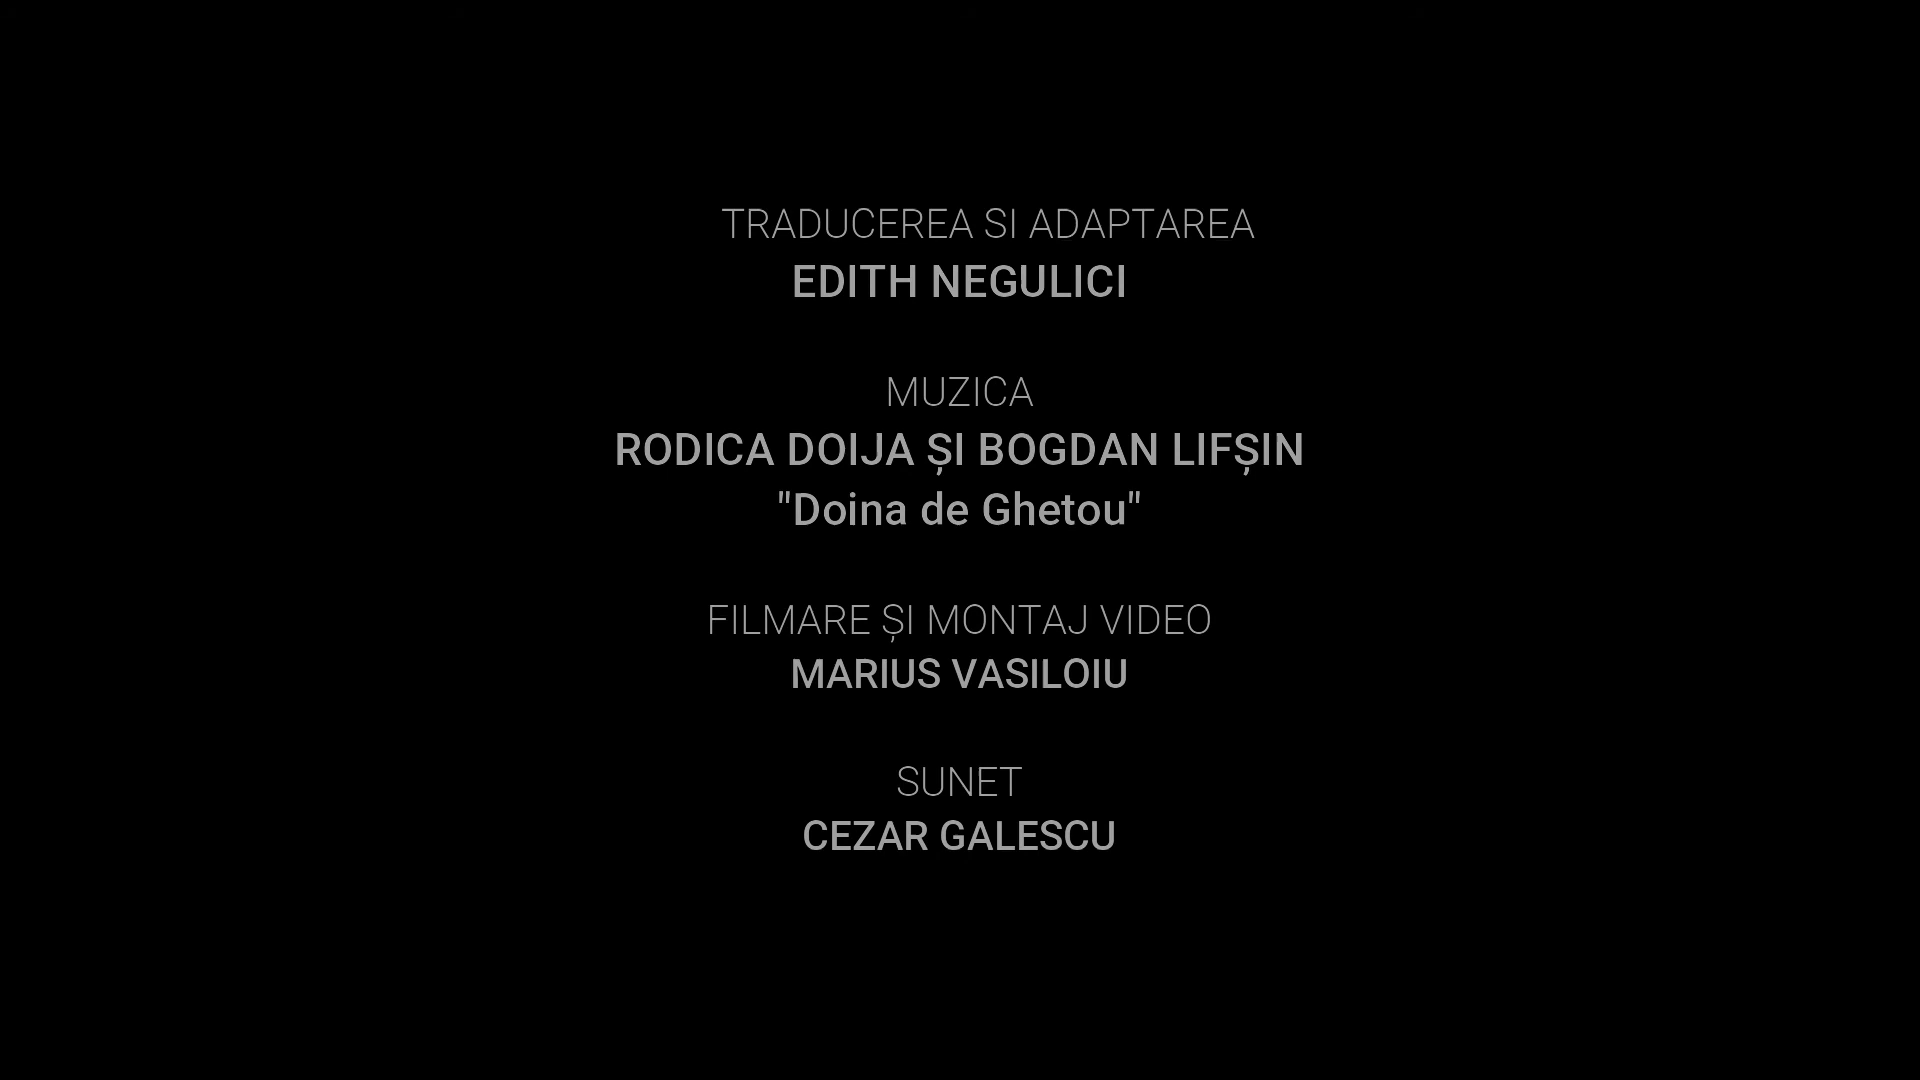 TRADUCEREA SI ADAPTAREA
EDITH NEGULICI
MUZICA
RODICA DOIJA ȘI BOGDAN LIFȘIN
"Doina de Ghetou"
FILMARE ȘI MONTAJ VIDEO
MARIUS VASILOIU
SUNET
CEZAR GALESCU